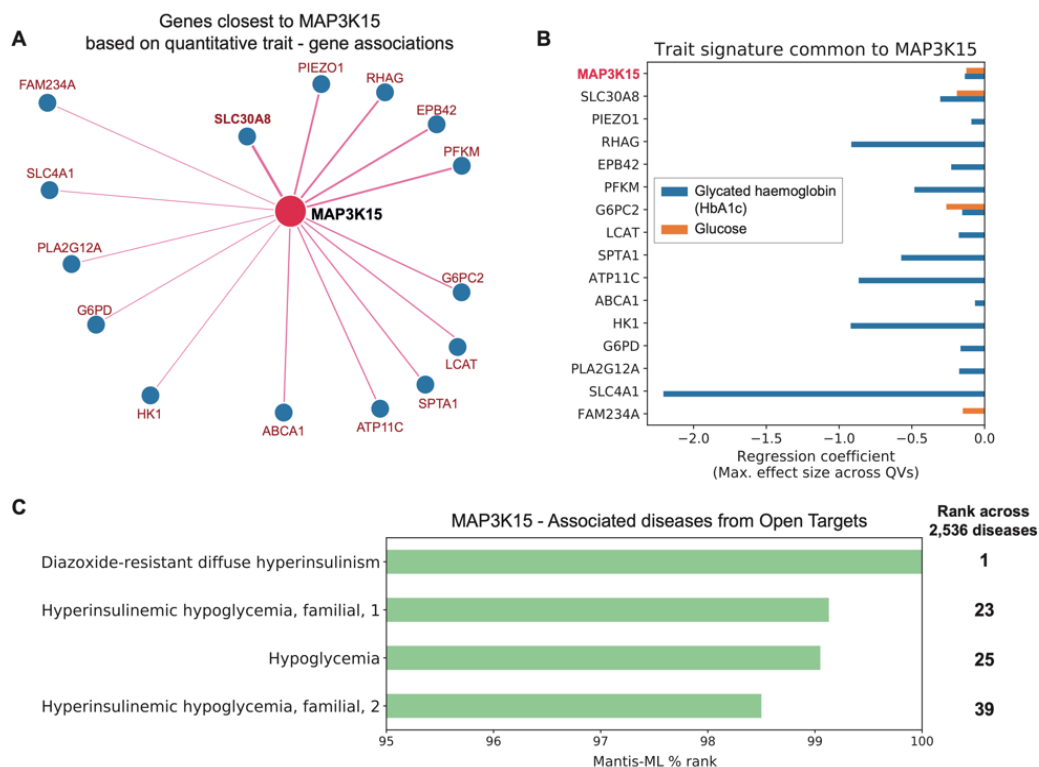 A
Genes closest to MAP3K15
based on quantitative trait - gene associations
FAM234A
PIEZO1
RHAG
SLC30A8
EPB42
PFKM
SLC4A1
MAP3K15
PLA2G12A
G6PC2
G6PD
LCAT
SPTA1
HK1
ABCA1
ATP11C
B
Trait signature common to MAP3K15
MAP3K15
SLC30A8
PIEZO1
RHAG
EPB42
PFKM
G6PC2
LCAT
SPTA1
ATP11C
ABCA1
HK1
G6PD
PLA2G12A
SLC4A1
FAM234A
Glycated haemoglobin
(HbA1c)
Glucose
−2.0 −1.5 −1.0 −0.5 0.0
Regression coefficient
(Max. effect size across QVs)
C
MAP3K15 - Associated diseases from Open Targets
Rank across
2,536 diseases
Diazoxide-resistant diffuse hyperinsulinism 1
Hyperinsulinemic hypoglycemia, familial, 1 23
Hypoglycemia 25
Hyperinsulinemic hypoglycemia, familial, 2 39
95 96 97 98 99 100
Mantis-ML % rank